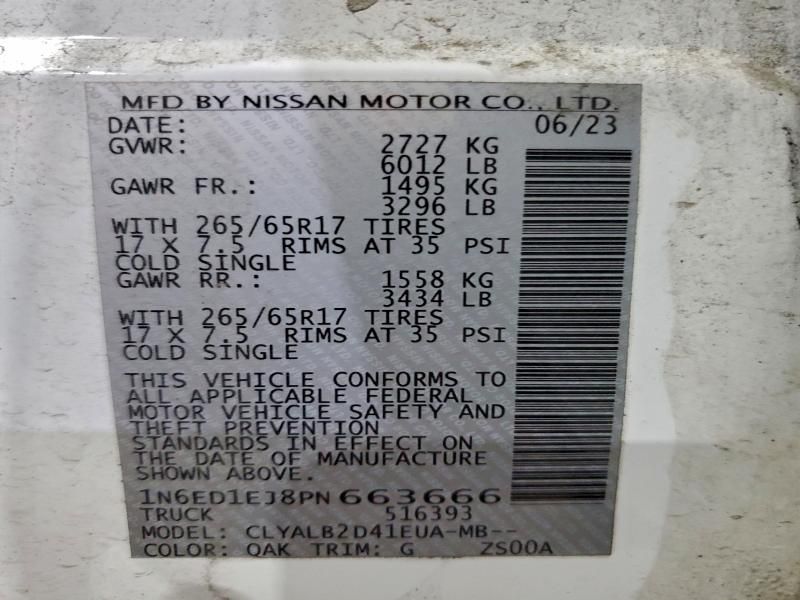 MFD BY NISSAN MOTOR CO., LTD.
DATE: 06/23
GVWR: 2727 KG
6012 LB
GAWR FR.: 1495 KG
3296 LB
WITH 265/65R17 TIRES
17 X 7.5 RIMS AT 35 PSI
COLD SINGLE
GAWR RR.: 1558 KG
3434 LB
WITH 265/65R17 TIRES
17 X 7.5 RIMS AT 35 PSI
COLD SINGLE
THIS VEHICLE CONFORMS TO
ALL APPLICABLE FEDERAL
MOTOR VEHICLE SAFETY AND
THEFT PREVENTION
STANDARDS IN EFFECT ON
THE DATE OF MANUFACTURE
SHOWN ABOVE.
1N6ED1EJ8PN663666
TRUCK 516393
MODEL: CLYALB2D41EUA-MB--
COLOR: QAK TRIM: G ZS00A